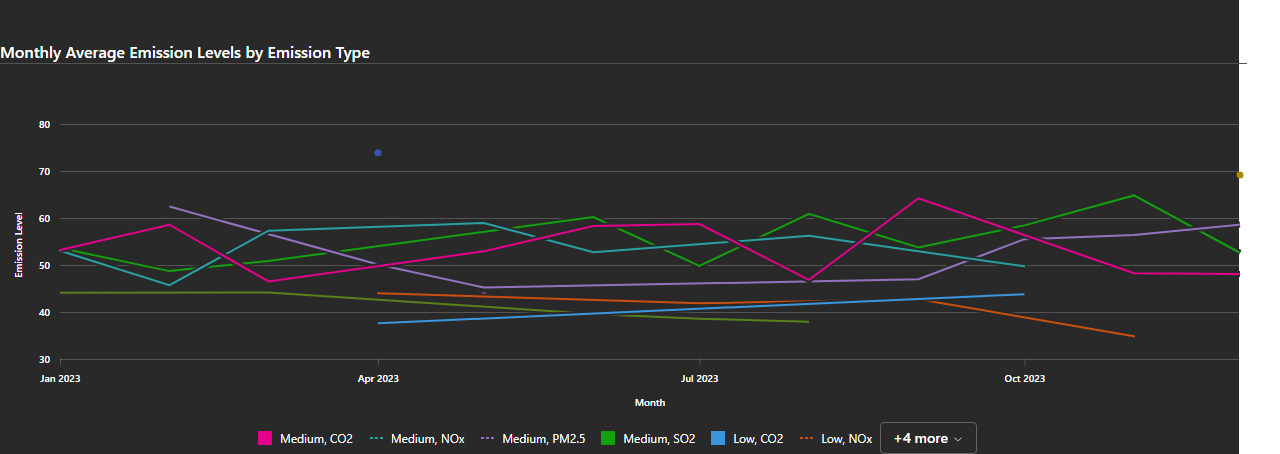 Monthly Average Emission Levels by Emission Type
80
70
60
50
40
30
Emission Level
Jan 2023 Apr 2023 Jul 2023 Oct 2023
Month
Medium, CO2 Medium, NOx Medium, PM2.5 Medium, SO2 Low, CO2 Low, NOx +4 more